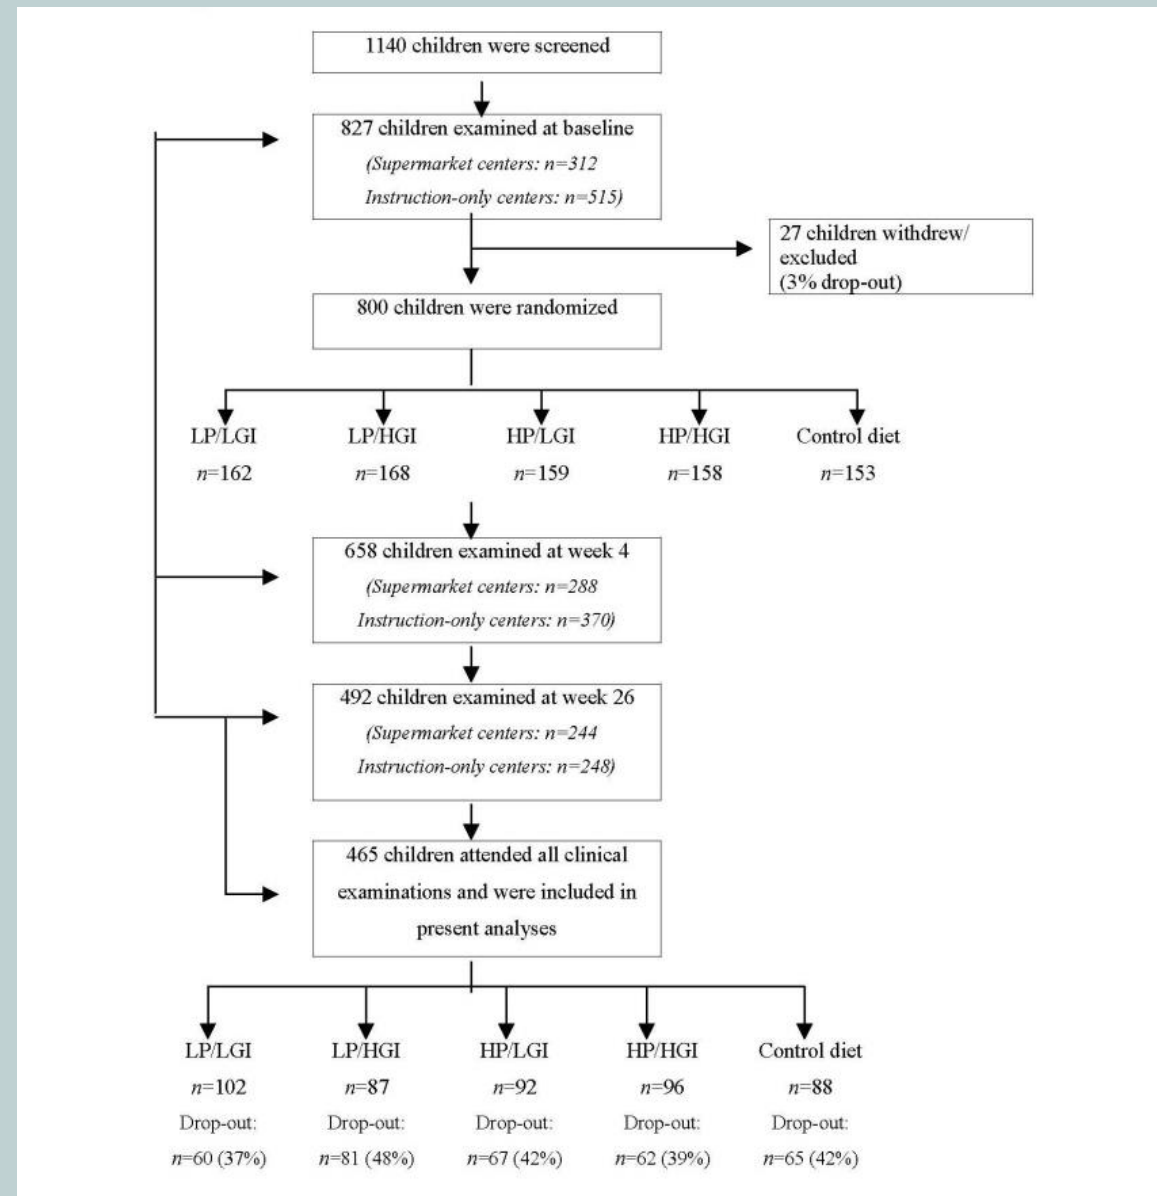 1140 children were screened
827 children examined at baseline
(Supermarket centers: n=312
Instruction-only centers: n=515)
27 children withdrew/
excluded
(3% drop-out)
800 children were randomized
LP/LGI LP/HGI HP/LGI HP/HGI Control diet
n=162 n=168 n=159 n=158 n=153
658 children examined at week 4
(Supermarket centers: n=288
Instruction-only centers: n=370)
492 children examined at week 26
(Supermarket centers: n=244
Instruction-only centers: n=248)
465 children attended all clinical
examinations and were included in
present analyses
LP/LGI LP/HGI HP/LGI HP/HGI Control diet
n=102 n=87 n=92 n=96 n=88
Drop-out: Drop-out: Drop-out: Drop-out: Drop-out:
n=60 (37%) n=81 (48%) n=67 (42%) n=62 (39%) n=65 (42%)